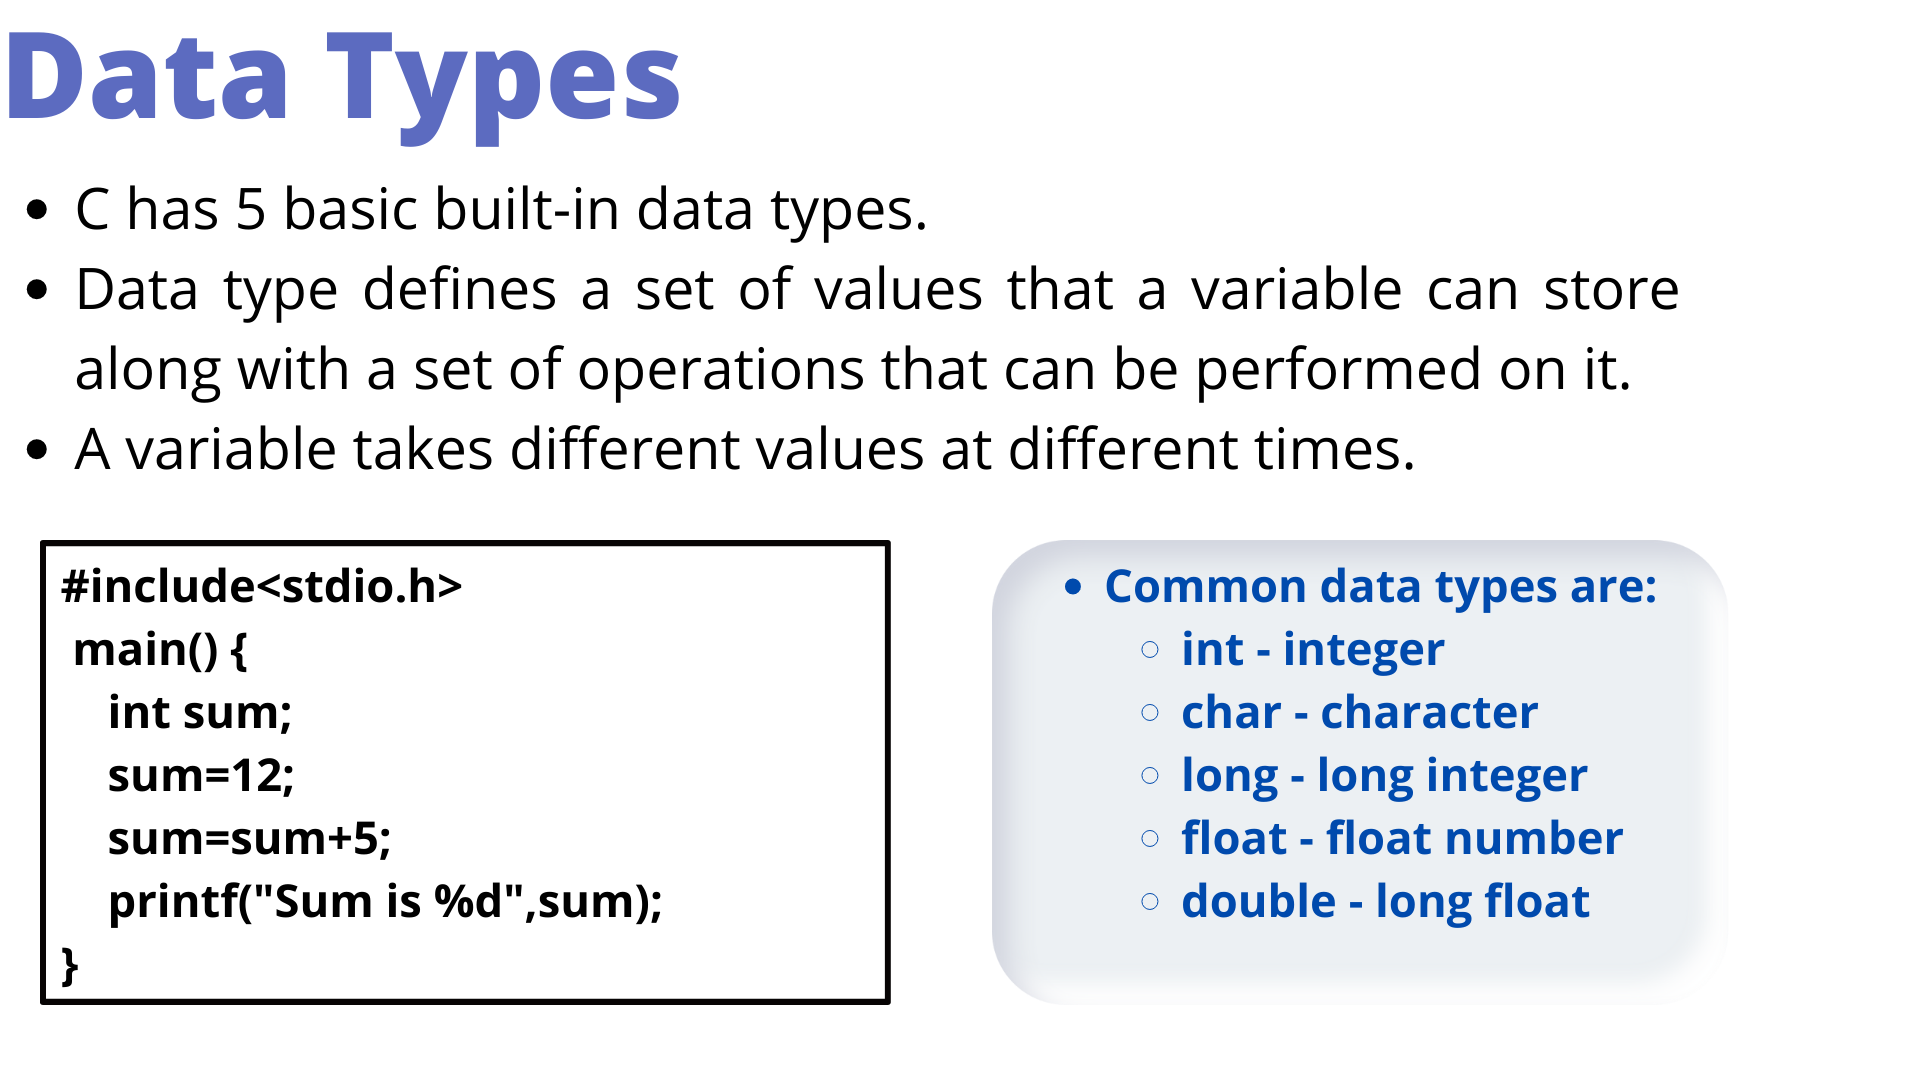 Data Types
• C has 5 basic built-in data types.
• Data type defines a set of values that a variable can store
along with a set of operations that can be performed on it.
• A variable takes different values at different times.
#include<stdio.h>
main() {
int sum;
sum=12;
sum=sum+5;
printf("Sum is %d",sum);
}
• Common data types are:
○ int - integer
○ char - character
○ long - long integer
○ float - float number
○ double - long float